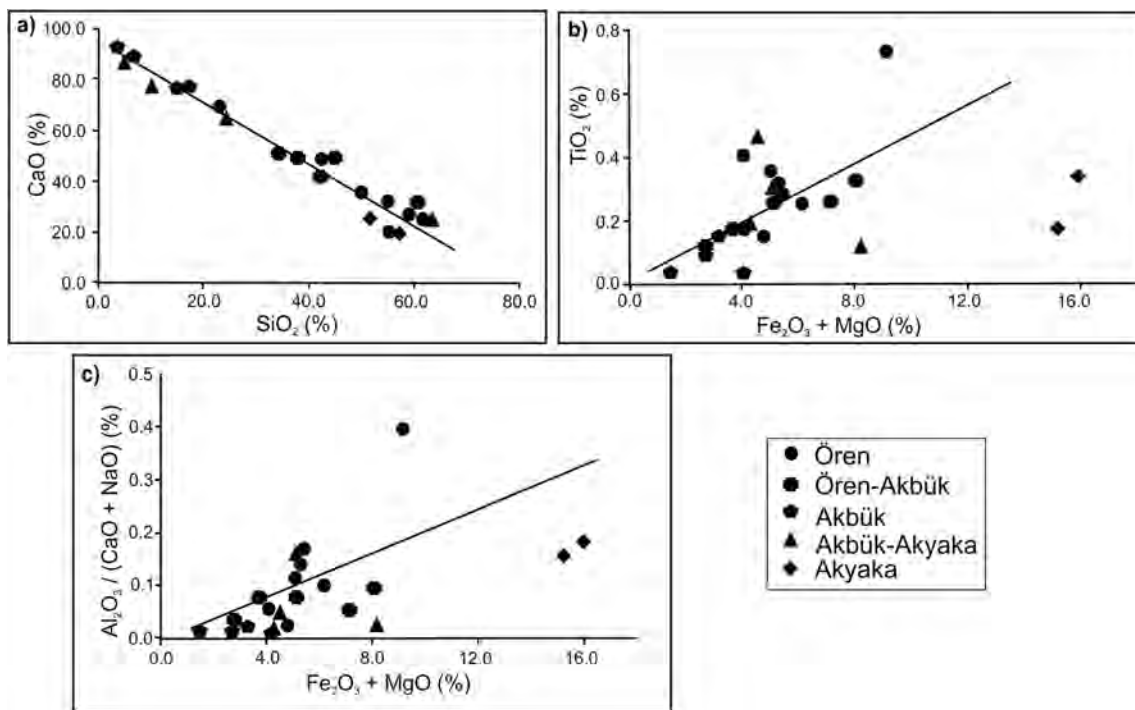 a)
CaO (%)
100.0
80.0
60.0
40.0
20.0
0.0
0.0 20.0 40.0 60.0 80.0
SiO₂ (%)
b)
TiO₂ (%)
0.8
0.6
0.4
0.2
0.0
0.0 4.0 8.0 12.0 16.0
Fe₂O₃ + MgO (%)
c)
Al₂O₃ / (CaO + NaO) (%)
0.5
0.4
0.3
0.2
0.1
0.0
0.0 4.0 8.0 12.0 16.0
Fe₂O₃ + MgO (%)
Ören
Ören-Akbük
Akbük
Akbük-Akyaka
Akyaka